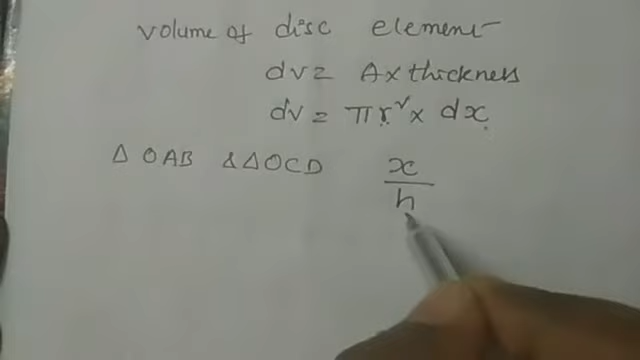 volume of disc element
dv = A x thickness
dv = πr² x dx
Δ OAB & Δ OCD x/h